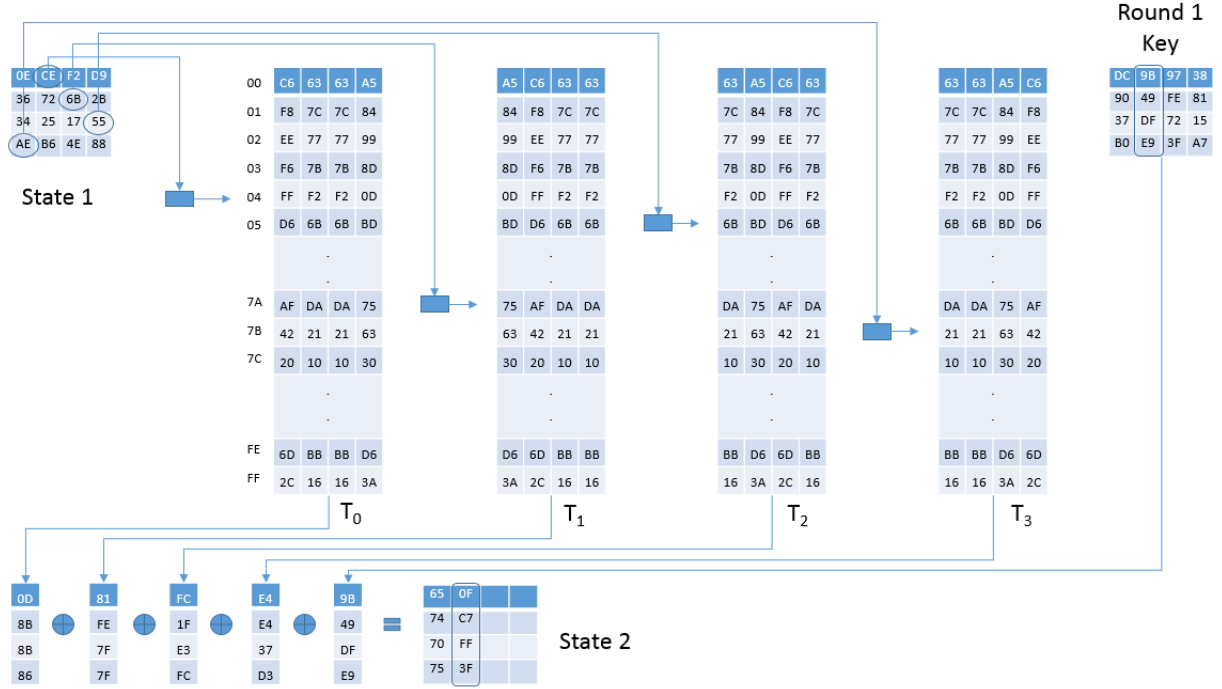 Round 1
Key
0E CE F2 D9
36 72 6B 2B
34 25 17 55
AE B6 4E 88
State 1
DC 9B 97 38
90 49 FE 81
37 DF 72 15
B0 E9 3F A7
00 C6 63 63 A5 A5 C6 63 63 63 A5 C6 63 63 63 A5 C6
01 F8 7C 7C 84 84 F8 7C 7C 7C 84 F8 7C 7C 7C 84 F8
02 EE 77 77 99 99 EE 77 77 77 99 EE 77 77 77 99 EE
03 F6 7B 7B 8D 8D F6 7B 7B 7B 8D F6 7B 7B 7B 8D F6
04 FF F2 F2 0D 0D FF F2 F2 F2 0D FF F2 F2 F2 0D FF
05 D6 6B 6B BD BD D6 6B 6B 6B BD D6 6B 6B 6B BD D6
. . . .
. . . .
7A AF DA DA 75 75 AF DA DA DA 75 AF DA DA DA 75 AF
7B 42 21 21 63 63 42 21 21 21 63 42 21 21 21 63 42
7C 20 10 10 30 30 20 10 10 10 30 20 10 10 10 30 20
. . . .
. . . .
FE 6D BB BB D6 D6 6D BB BB BB D6 6D BB BB BB D6 6D
FF 2C 16 16 3A 3A 2C 16 16 16 3A 2C 16 16 16 3A 2C
T0 T1 T2 T3
0D 81 FC E4 9B 65 0F
8B FE 1F E4 49 74 C7
8B 7F E3 37 DF 70 FF
86 7F FC D3 E9 75 3F
= State 2